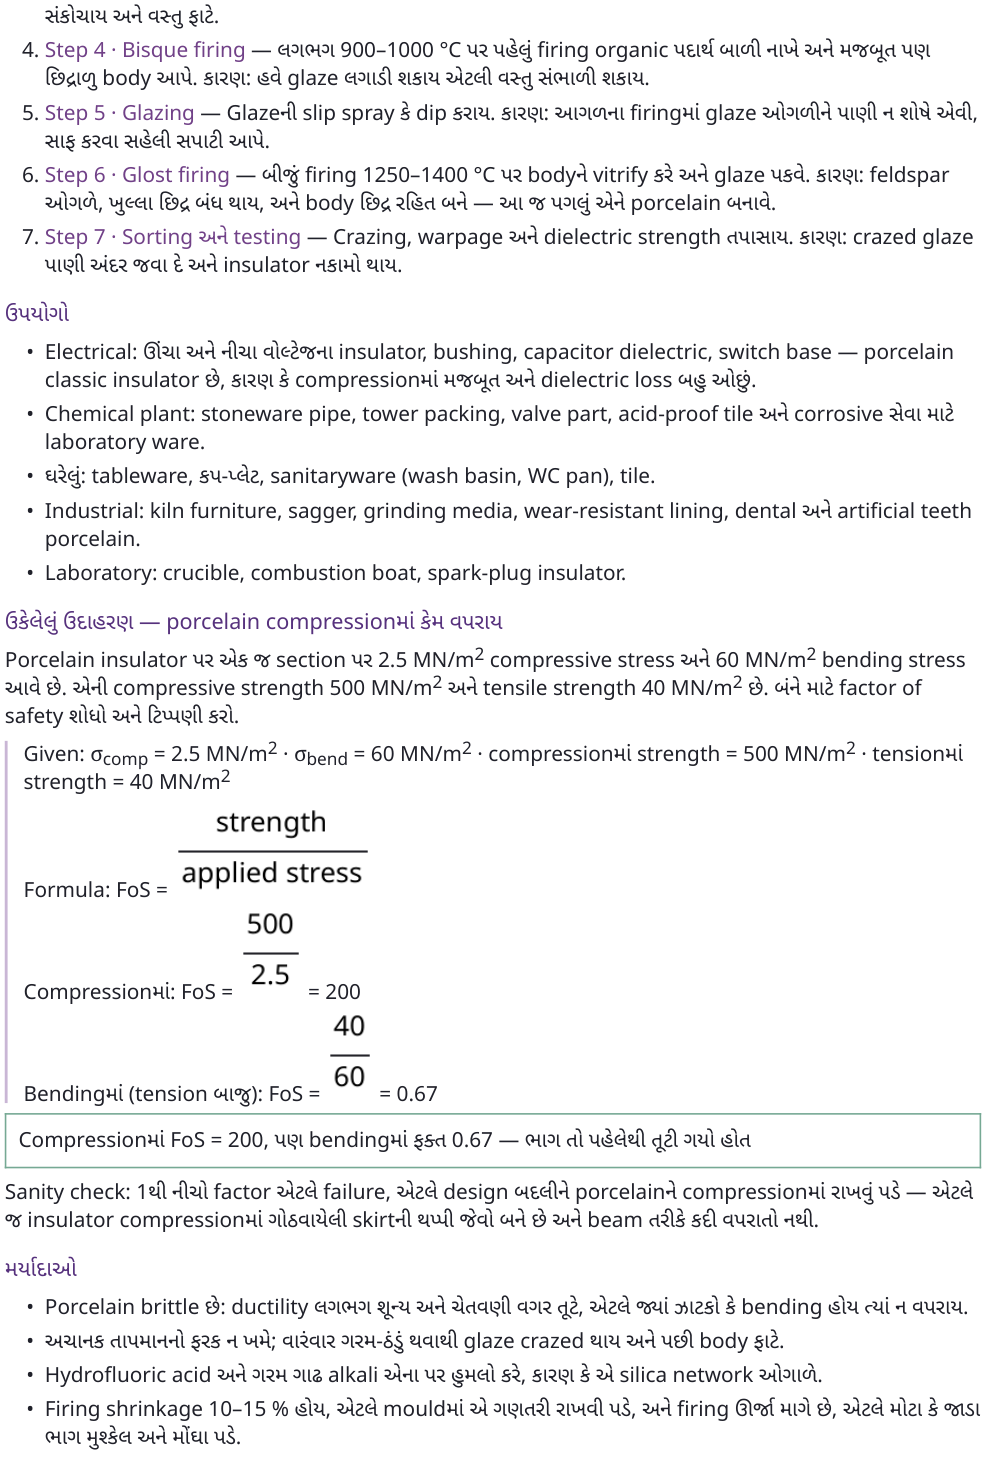 સંકોચાય અને વસ્તુ ફાટે.
4. Step 4 · Bisque firing — લગભગ 900–1000 °C પર પહેલું firing organic પદાર્થ બાળી નાખે અને મજબૂત પણ
છિદ્રાળુ body આપે. કારણ: હવે glaze લગાડી શકાય એટલી વસ્તુ સંભાળી શકાય.
5. Step 5 · Glazing — Glazeની slip spray કે dip કરાય. કારણ: આગળના firingમાં glaze ઓગળીને પાણી ન શોષે એવી,
સાફ કરવા સહેલી સપાટી આપે.
6. Step 6 · Glost firing — બીજું firing 1250–1400 °C પર bodyને vitrify કરે અને glaze પકવે. કારણ: feldspar
ઓગળે, ખુલ્લા છિદ્ર બંધ થાય, અને body છિદ્ર રહિત બને — આ જ પગલું એને porcelain બનાવે.
7. Step 7 · Sorting અને testing — Crazing, warpage અને dielectric strength તપાસાય. કારણ: crazed glaze
પાણી અંદર જવા દે અને insulator નકામો થાય.
ઉપયોગો
• Electrical: ઊંચા અને નીચા વોલ્ટેજના insulator, bushing, capacitor dielectric, switch base — porcelain
classic insulator છે, કારણ કે compressionમાં મજબૂત અને dielectric loss બહુ ઓછું.
• Chemical plant: stoneware pipe, tower packing, valve part, acid-proof tile અને corrosive સેવા માટે
laboratory ware.
• ઘરેલું: tableware, કપ-પ્લેટ, sanitaryware (wash basin, WC pan), tile.
• Industrial: kiln furniture, sagger, grinding media, wear-resistant lining, dental અને artificial teeth
porcelain.
• Laboratory: crucible, combustion boat, spark-plug insulator.
ઉકેલેલું ઉદાહરણ — porcelain compressionમાં કેમ વપરાય
Porcelain insulator પર એક જ section પર 2.5 MN/m² compressive stress અને 60 MN/m² bending stress
આવે છે. એની compressive strength 500 MN/m² અને tensile strength 40 MN/m² છે. બંને માટે factor of
safety શોધો અને ટિપ્પણી કરો.
Given: σcomp = 2.5 MN/m² · σbend = 60 MN/m² · compressionમાં strength = 500 MN/m² · tensionમાં
strength = 40 MN/m²
strength
Formula: FoS = applied stress
500
Compressionમાં: FoS = 2.5 = 200
40
Bendingમાં (tension બાજુ): FoS = 60 = 0.67
Compressionમાં FoS = 200, પણ bendingમાં ફક્ત 0.67 — ભાગ તો પહેલેથી તૂટી ગયો હોત
Sanity check: 1થી નીચો factor એટલે failure, એટલે design બદલીને porcelainને compressionમાં રાખવું પડે — એટલે
જ insulator compressionમાં ગોઠવાયેલી skirtની થપ્પી જેવો બને છે અને beam તરીકે કદી વપરાતો નથી.
મર્યાદાઓ
• Porcelain brittle છે: ductility લગભગ શૂન્ય અને ચેતવણી વગર તૂટે, એટલે જ્યાં ઝાટકો કે bending હોય ત્યાં ન વપરાય.
• અચાનક તાપમાનનો ફરક ન ખમે; વારંવાર ગરમ-ઠંડું થવાથી glaze crazed થાય અને પછી body ફાટે.
• Hydrofluoric acid અને ગરમ ગાઢ alkali એના પર હુમલો કરે, કારણ કે એ silica network ઓગાળે.
• Firing shrinkage 10–15 % હોય, એટલે mouldમાં એ ગણતરી રાખવી પડે, અને firing ઊર્જા માગે છે, એટલે મોટા કે જાડા
ભાગ મુશ્કેલ અને મોંઘા પડે.